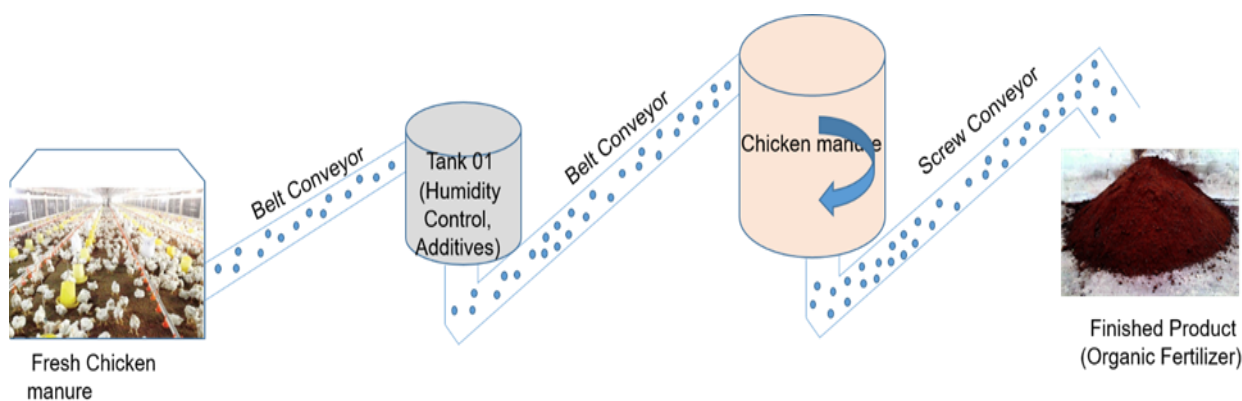 Fresh Chicken
manure
Belt Conveyor
Tank 01
(Humidity
Control,
Additives)
Belt Conveyor
Chicken manure
Screw Conveyor
Finished Product
(Organic Fertilizer)